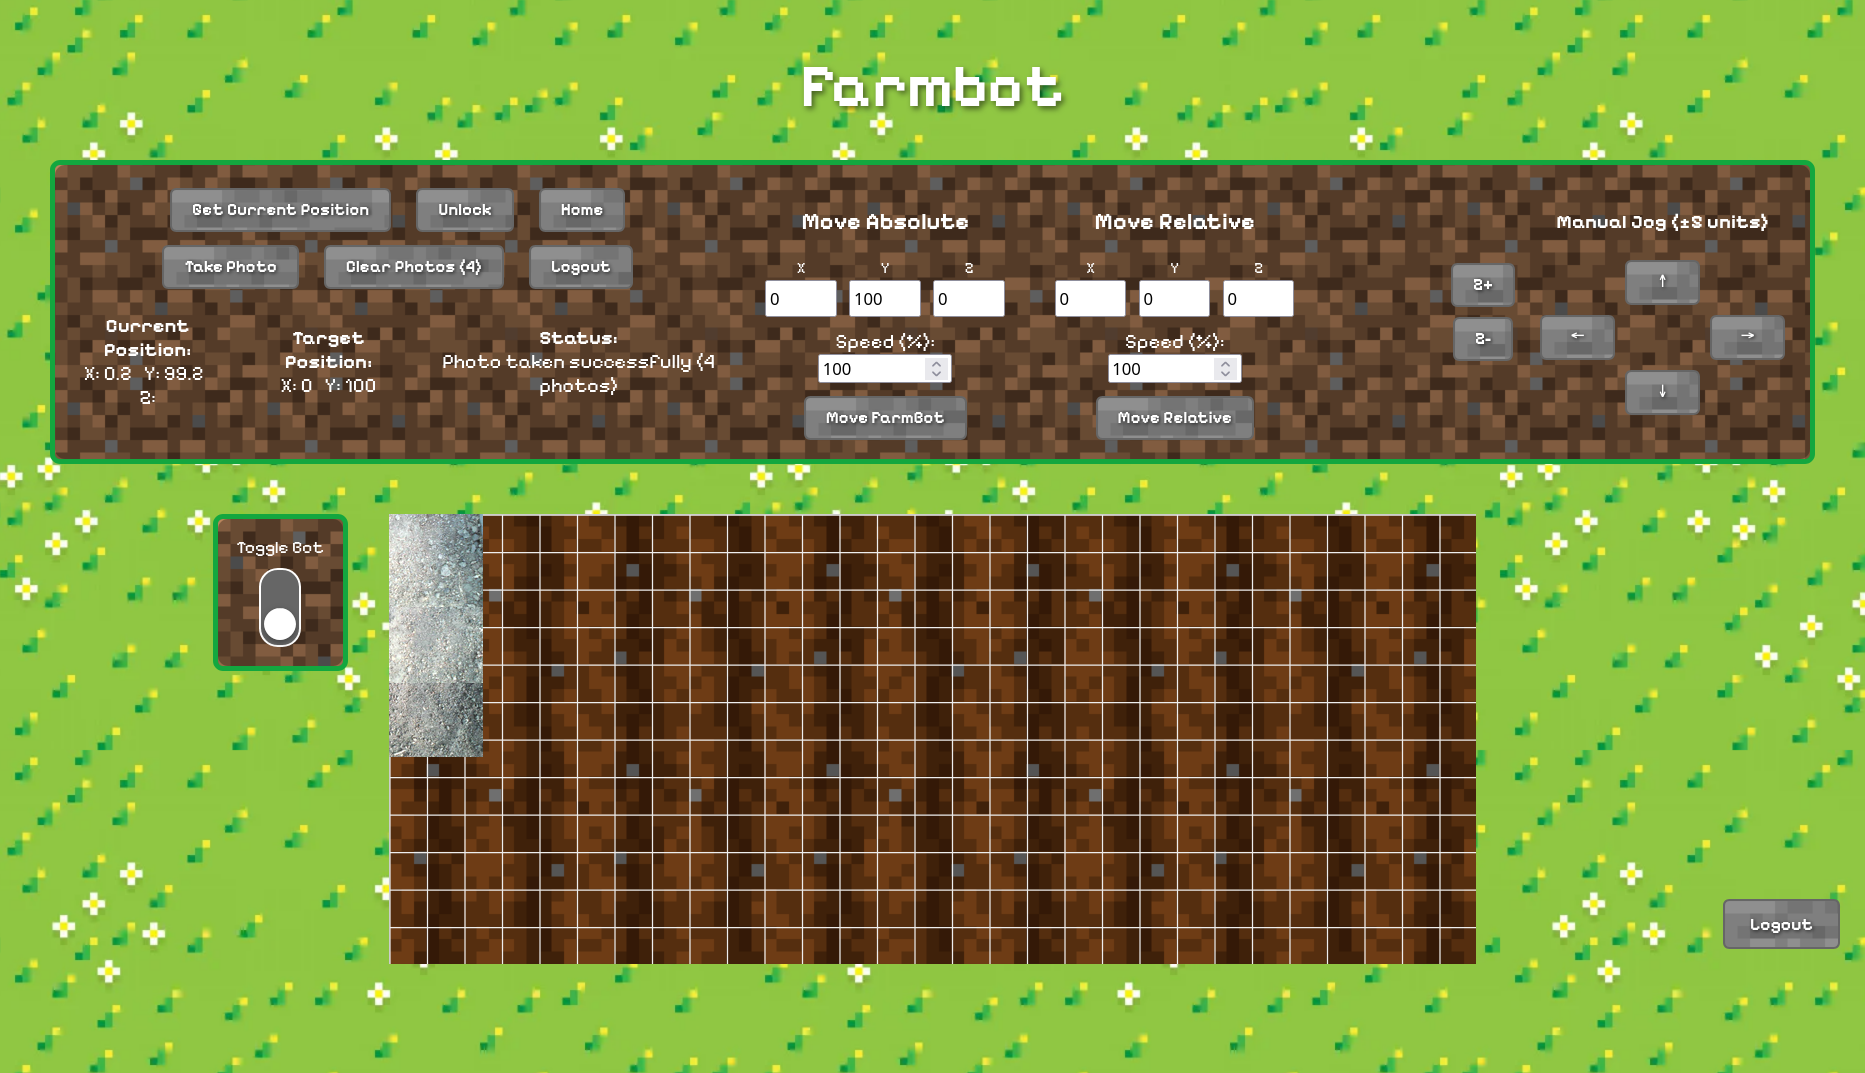 Farmbot
Get Current Position
Unlock
Home
Take Photo
Clear Photos (4)
Logout
Current
Position:
X: 0.2 Y: 99.2
Z:
Target
Position:
X: 0 Y: 100
Status:
Photo taken successfully (4
photos)
Move Absolute
X Y Z
0 100 0
Speed (%):
100
Move FarmBot
Move Relative
X Y Z
0 0 0
Speed (%):
100
Move Relative
Manual Jog (±8 units)
Z+
↑
Z-
← →
↓
Toggle Bot
Logout